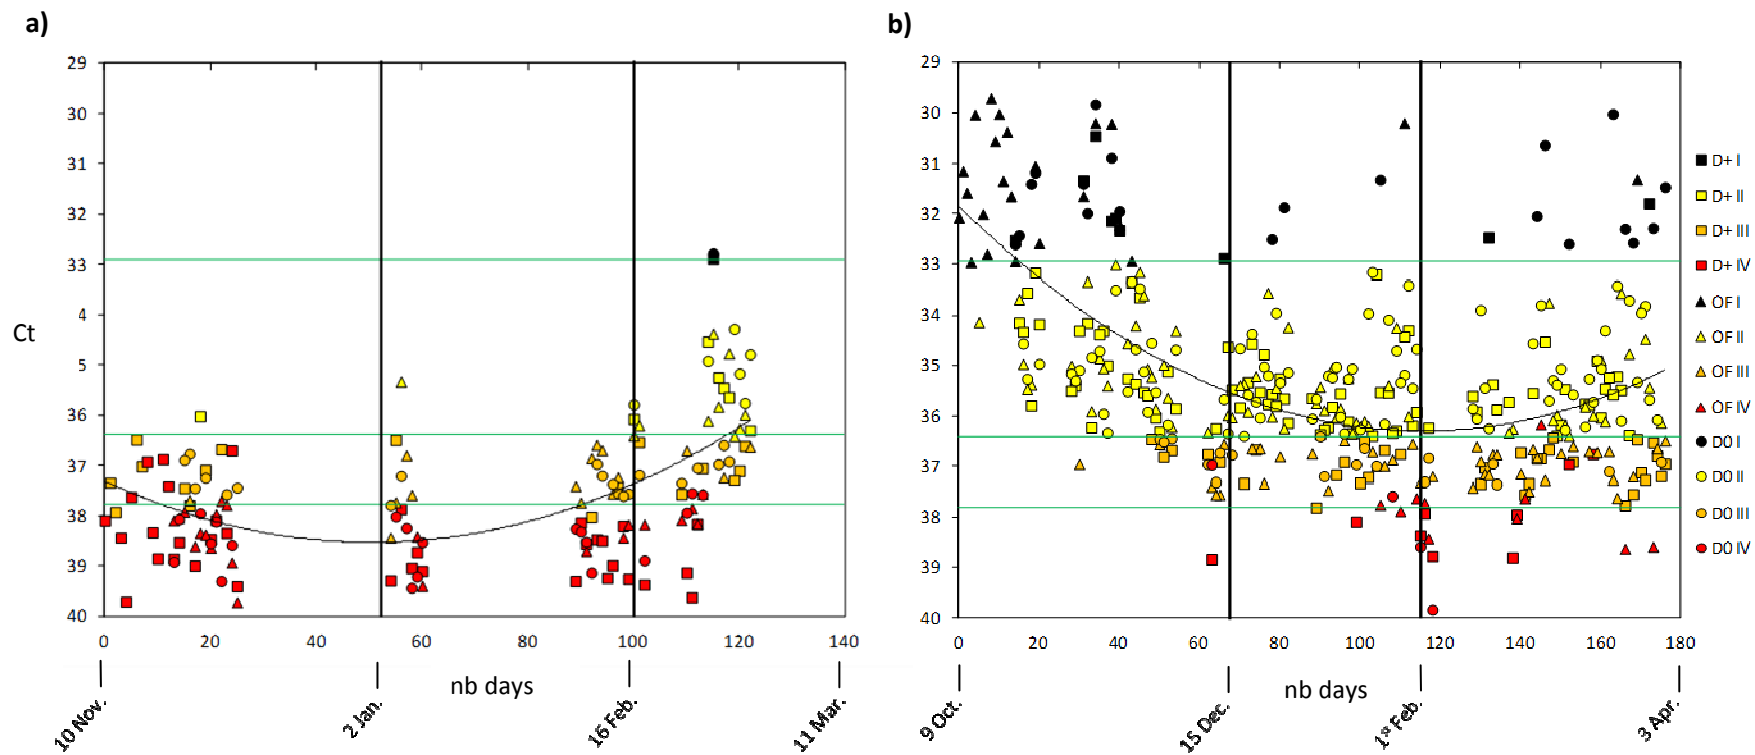 a)
b)
29
30
31
32
33
4
5
36
37
38
39
40
Ct
0
20
40
60
80
100
120
140
nb days
10 Nov.
2 Jan.
16 Feb.
11 Mar.
29
30
31
32
33
34
35
36
37
38
39
40
0
20
40
60
80
100
120
140
160
180
nb days
9 Oct.
15 Dec.
1st Feb.
3 Apr.
D+ I
D+ II
D+ III
D+ IV
OF I
OF II
OF III
OF IV
D0 I
D0 II
D0 III
D0 IV